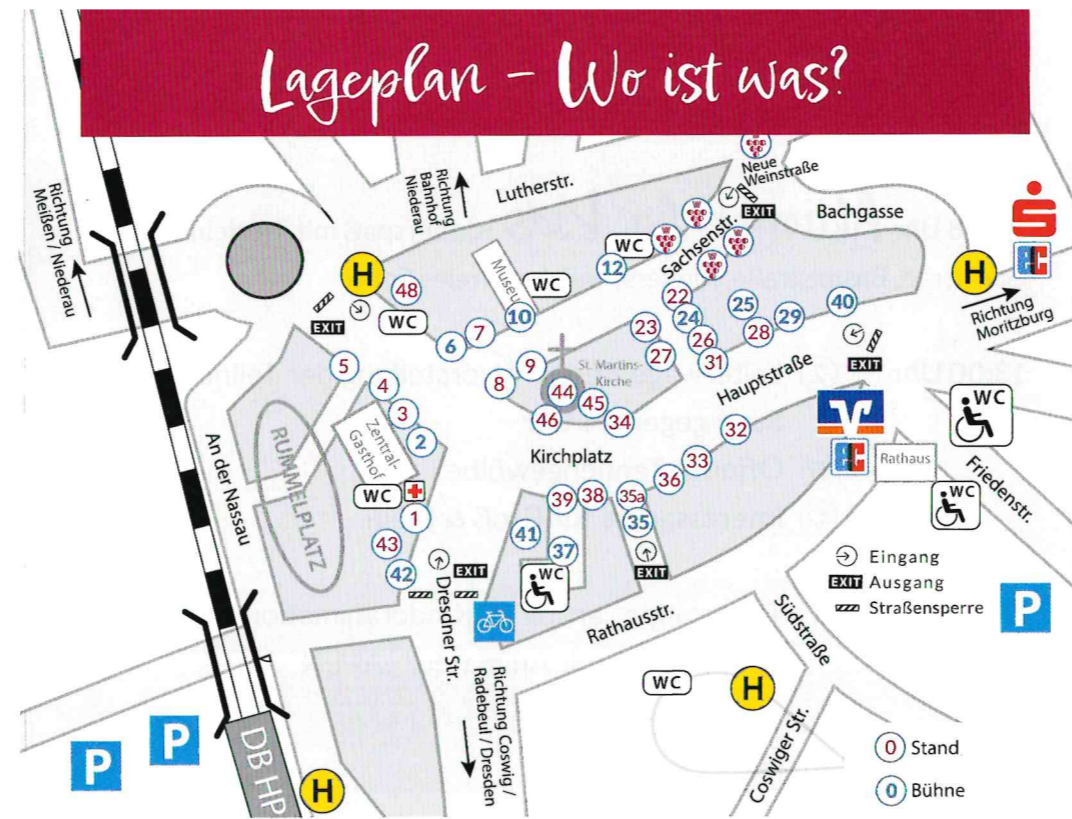 Lageplan – Wo ist was?
Richtung
Meißen / Niederau
Richtung
Bahnhof
Niederau
Lutherstr.
Neue
Weinstraße
EXIT
Bachgasse
Sachsenstr.
WC
12
H
48
EXIT
WC
Museum
WC
10
7
6
22
24
25
26
28
29
40
31
23
27
H
Richtung
Moritzburg
EXIT
Hauptstraße
5
4
3
2
9
8
St. Martins-
Kirche
44
45
46
34
Kirchplatz
Zentral-
Gasthof
RUMMELPLATZ
An der Nassau
WC
1
43
42
32
33
36
35a
35
38
39
41
37
WC
EXIT
EXIT
Dresdner Str.
Rathausstr.
Rathaus
WC
WC
Friedenstr.
Eingang
EXIT Ausgang
Straßensperre
P
Südstraße
Richtung Coswig /
Radebeul / Dresden
WC
H
Coswiger Str.
P
P
DB HP
H
0 Stand
0 Bühne